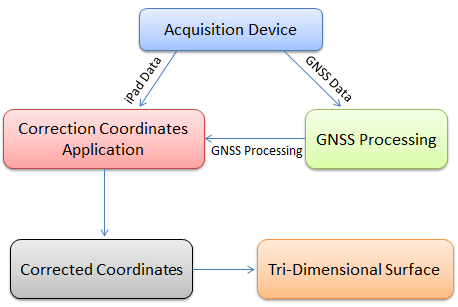 Acquisition Device
iPad Data
GNSS Data
Correction Coordinates
Application
GNSS Processing
GNSS Processing
Corrected Coordinates
Tri-Dimensional Surface